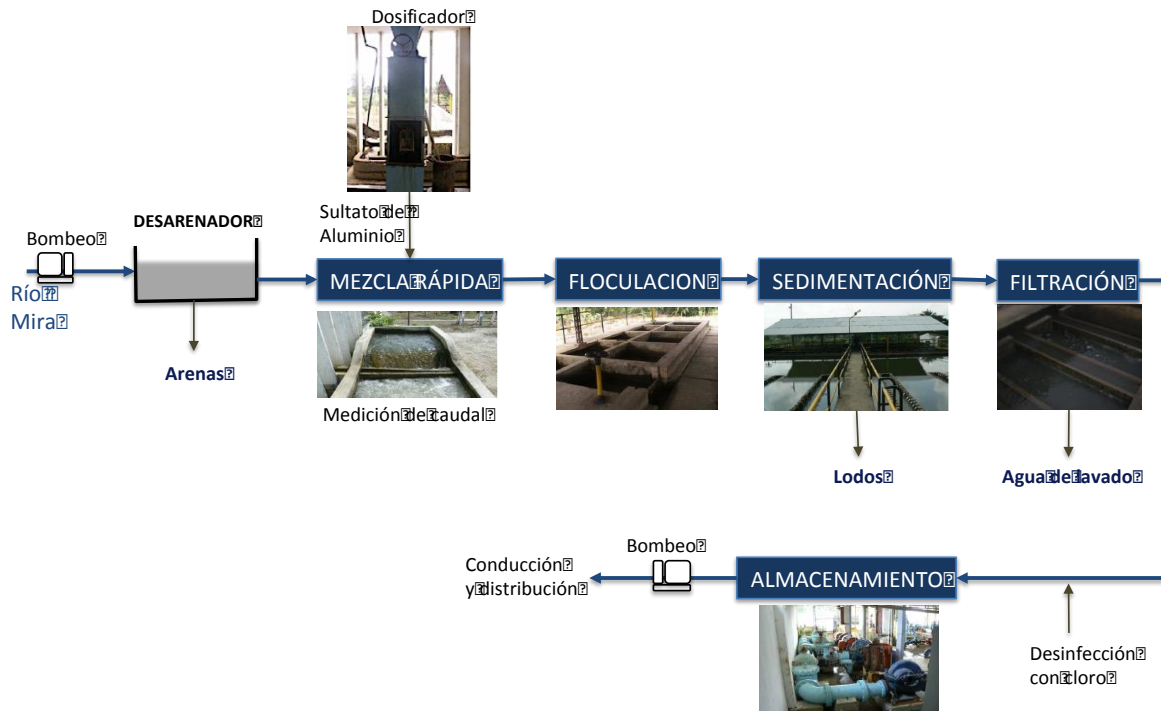 Dosificador
Sultato de
Aluminio
DESARENADOR
Bombeo
Río
Mira
MEZCLA RÁPIDA
FLOCULACION
SEDIMENTACIÓN
FILTRACIÓN
Arenas
Medición de caudal
Lodos
Agua de lavado
Conducción
y distribución
Bombeo
ALMACENAMIENTO
Desinfección
con cloro